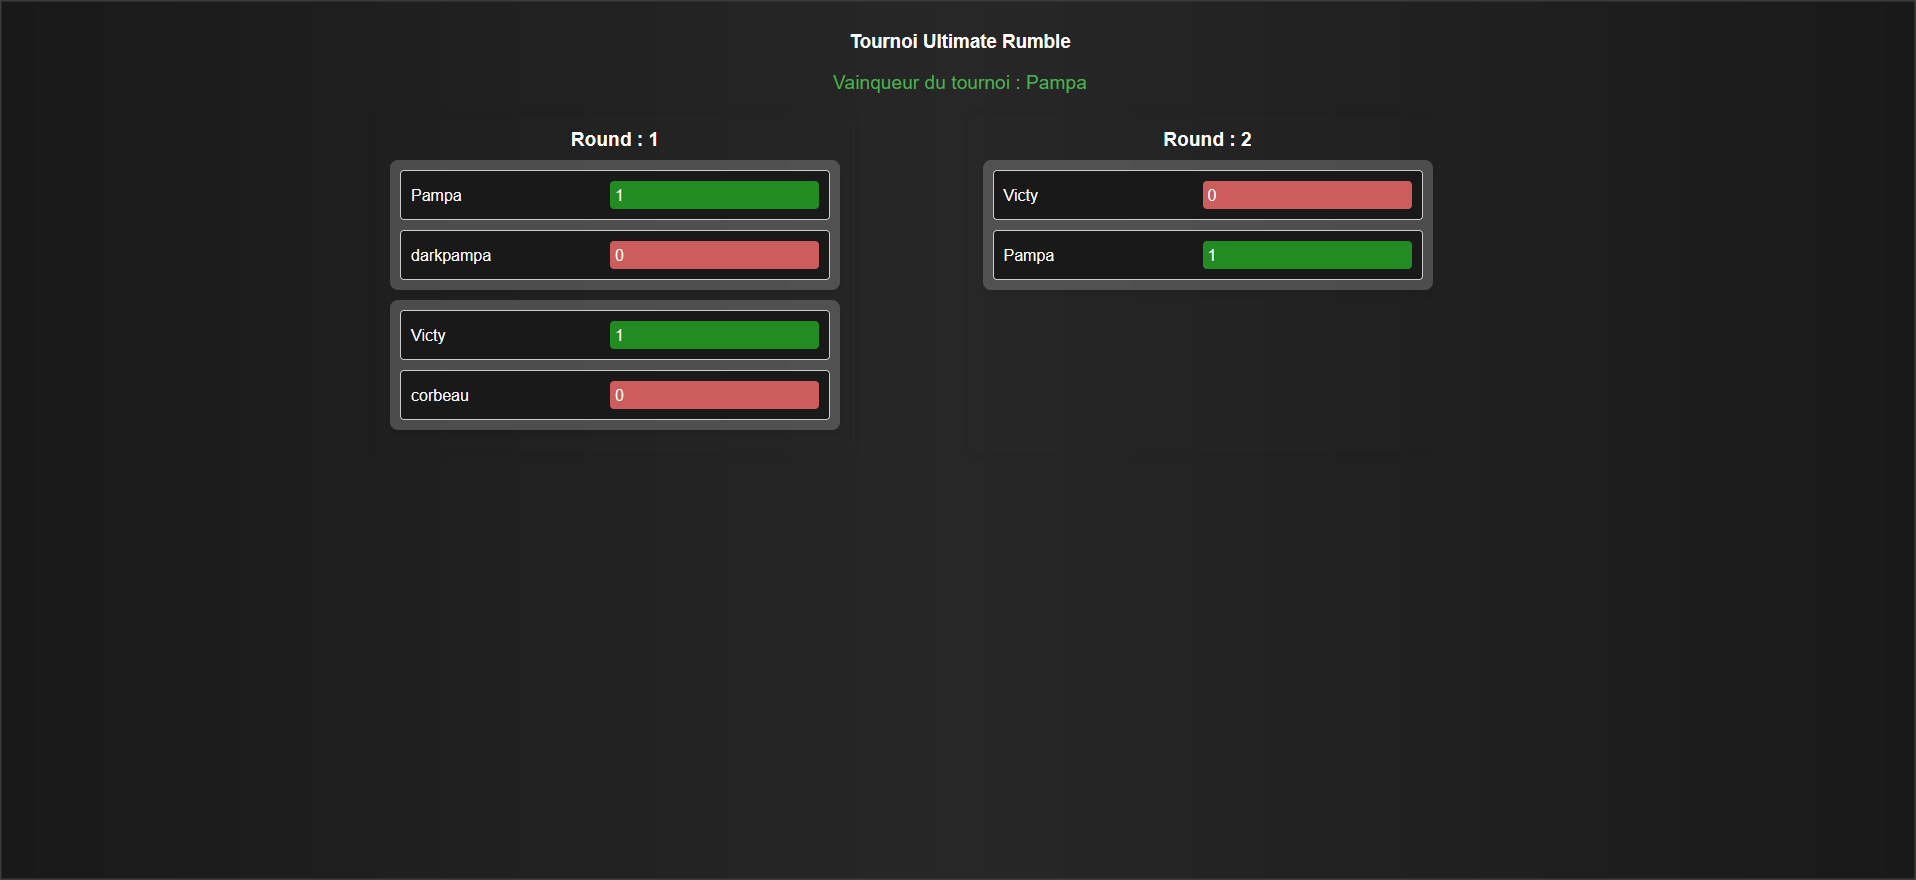 Tournoi Ultimate Rumble
Vainqueur du tournoi : Pampa
Round : 1
Pampa 1
darkpampa 0
Victy 1
corbeau 0
Round : 2
Victy 0
Pampa 1